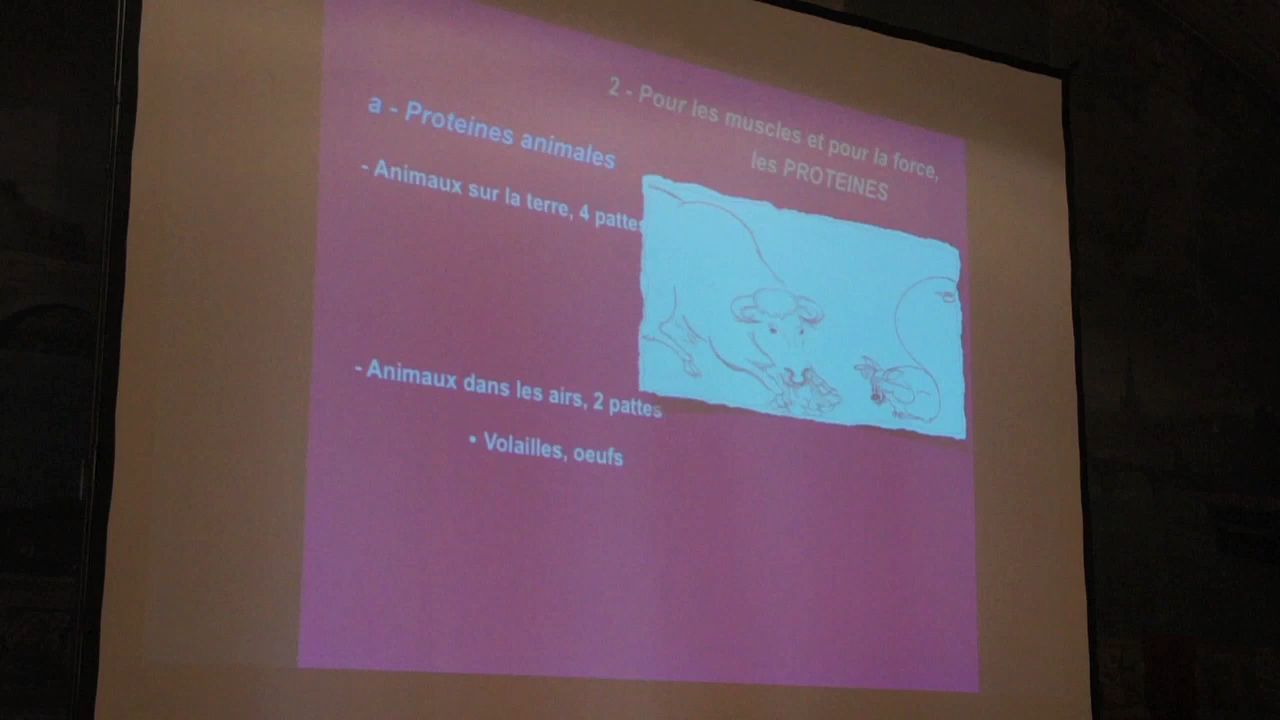 2 - Pour les muscles et pour la force,
les PROTEINES
a - Proteines animales
- Animaux sur la terre, 4 pattes
- Animaux dans les airs, 2 pattes
• Volailles, oeufs